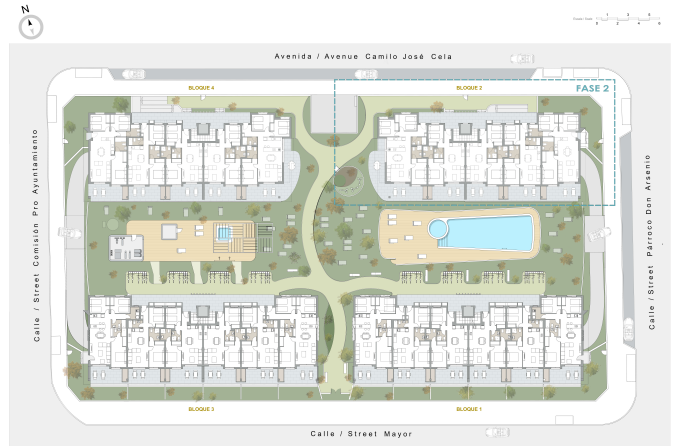 N
Avenida / Avenue Camilo José Cela
BLOQUE 4
BLOQUE 2
FASE 2
Calle / Street Comisión Pro Ayuntamiento
Calle / Street Párroco Don Arsenio
BLOQUE 3
BLOQUE 1
Calle / Street Mayor